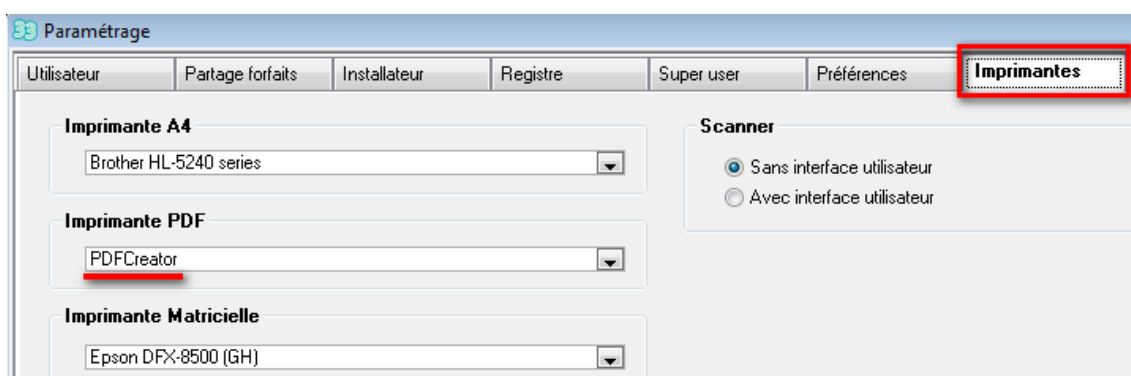 Paramétrage
Utilisateur Partage forfaits Installateur Registre Super user Préférences Imprimantes
Imprimante A4
Brother HL-5240 series
Imprimante PDF
PDFCreator
Imprimante Matricielle
Epson DFX-8500 (GH)
Scanner
Sans interface utilisateur
Avec interface utilisateur